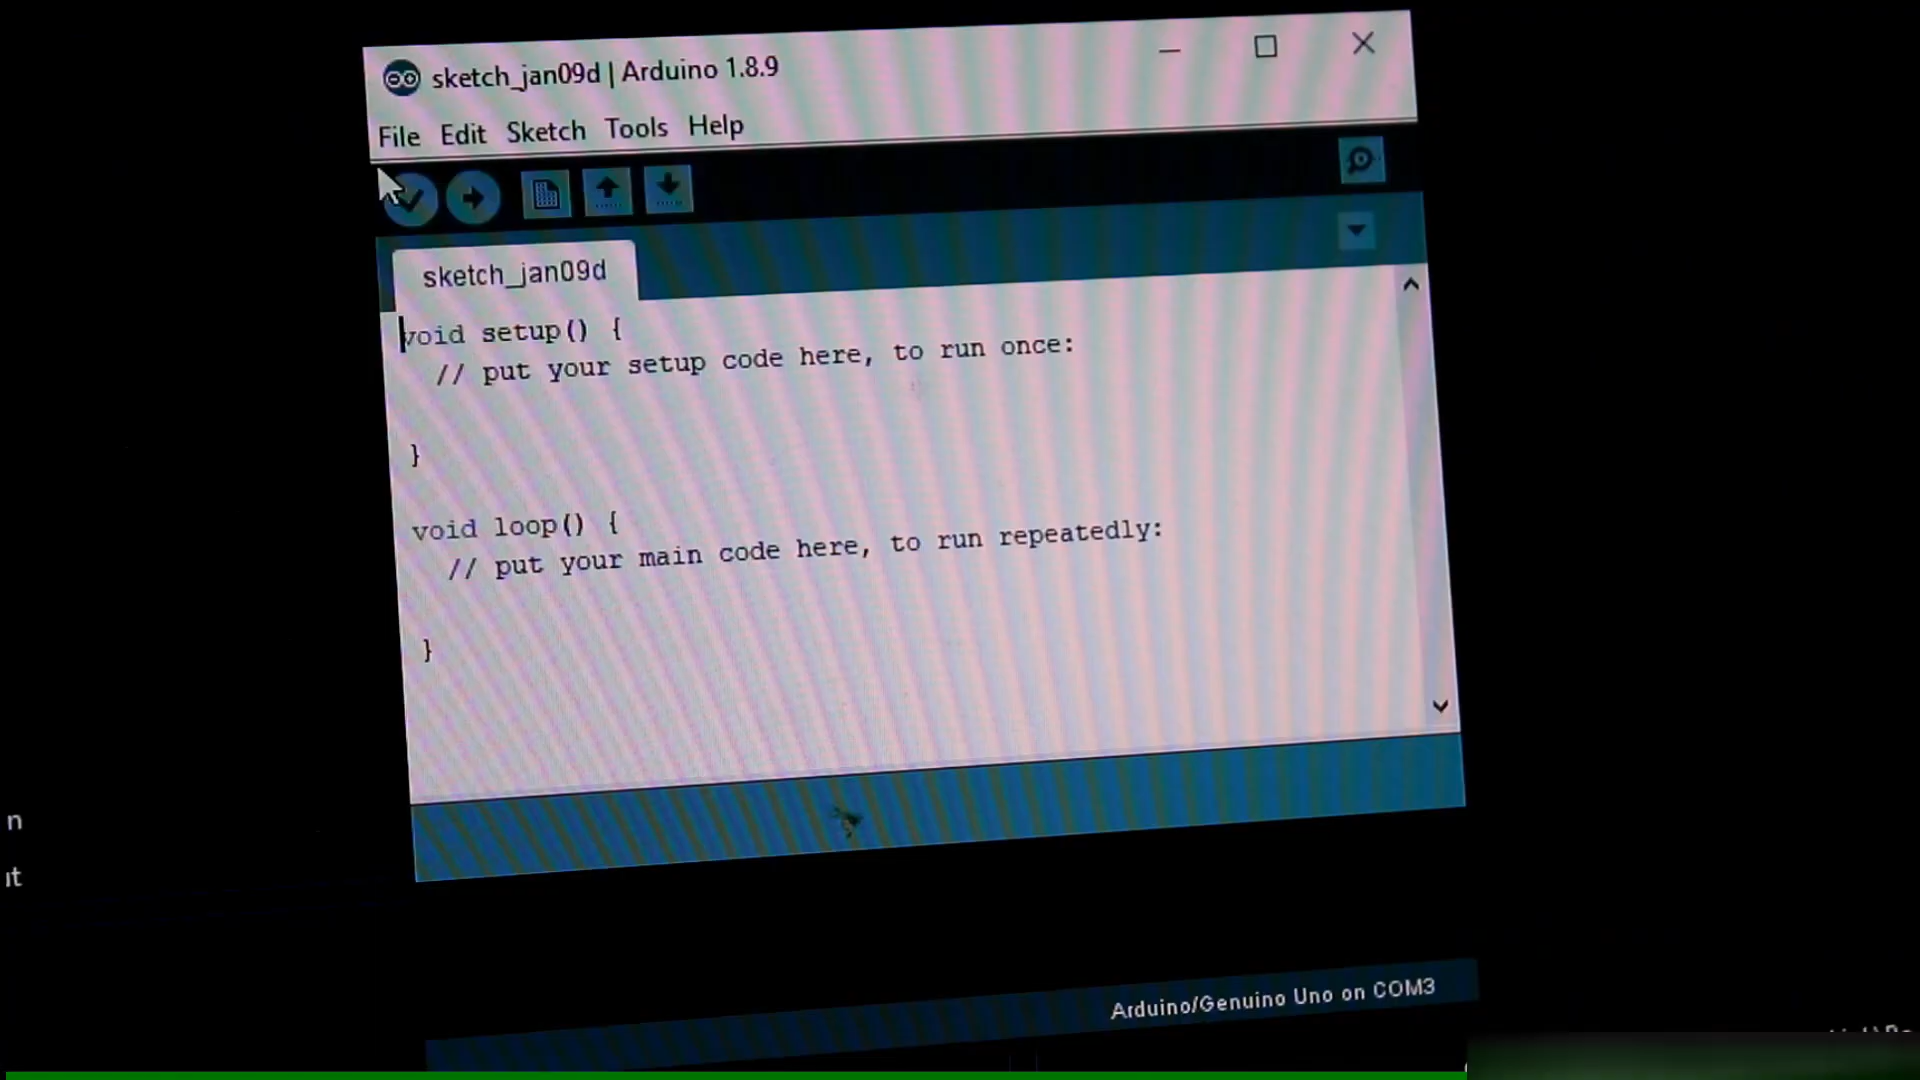 sketch_jan09d | Arduino 1.8.9
File Edit Sketch Tools Help
sketch_jan09d
void setup() {
// put your setup code here, to run once:
}
void loop() {
// put your main code here, to run repeatedly:
}
n
ıt
Arduino/Genuino Uno on COM3